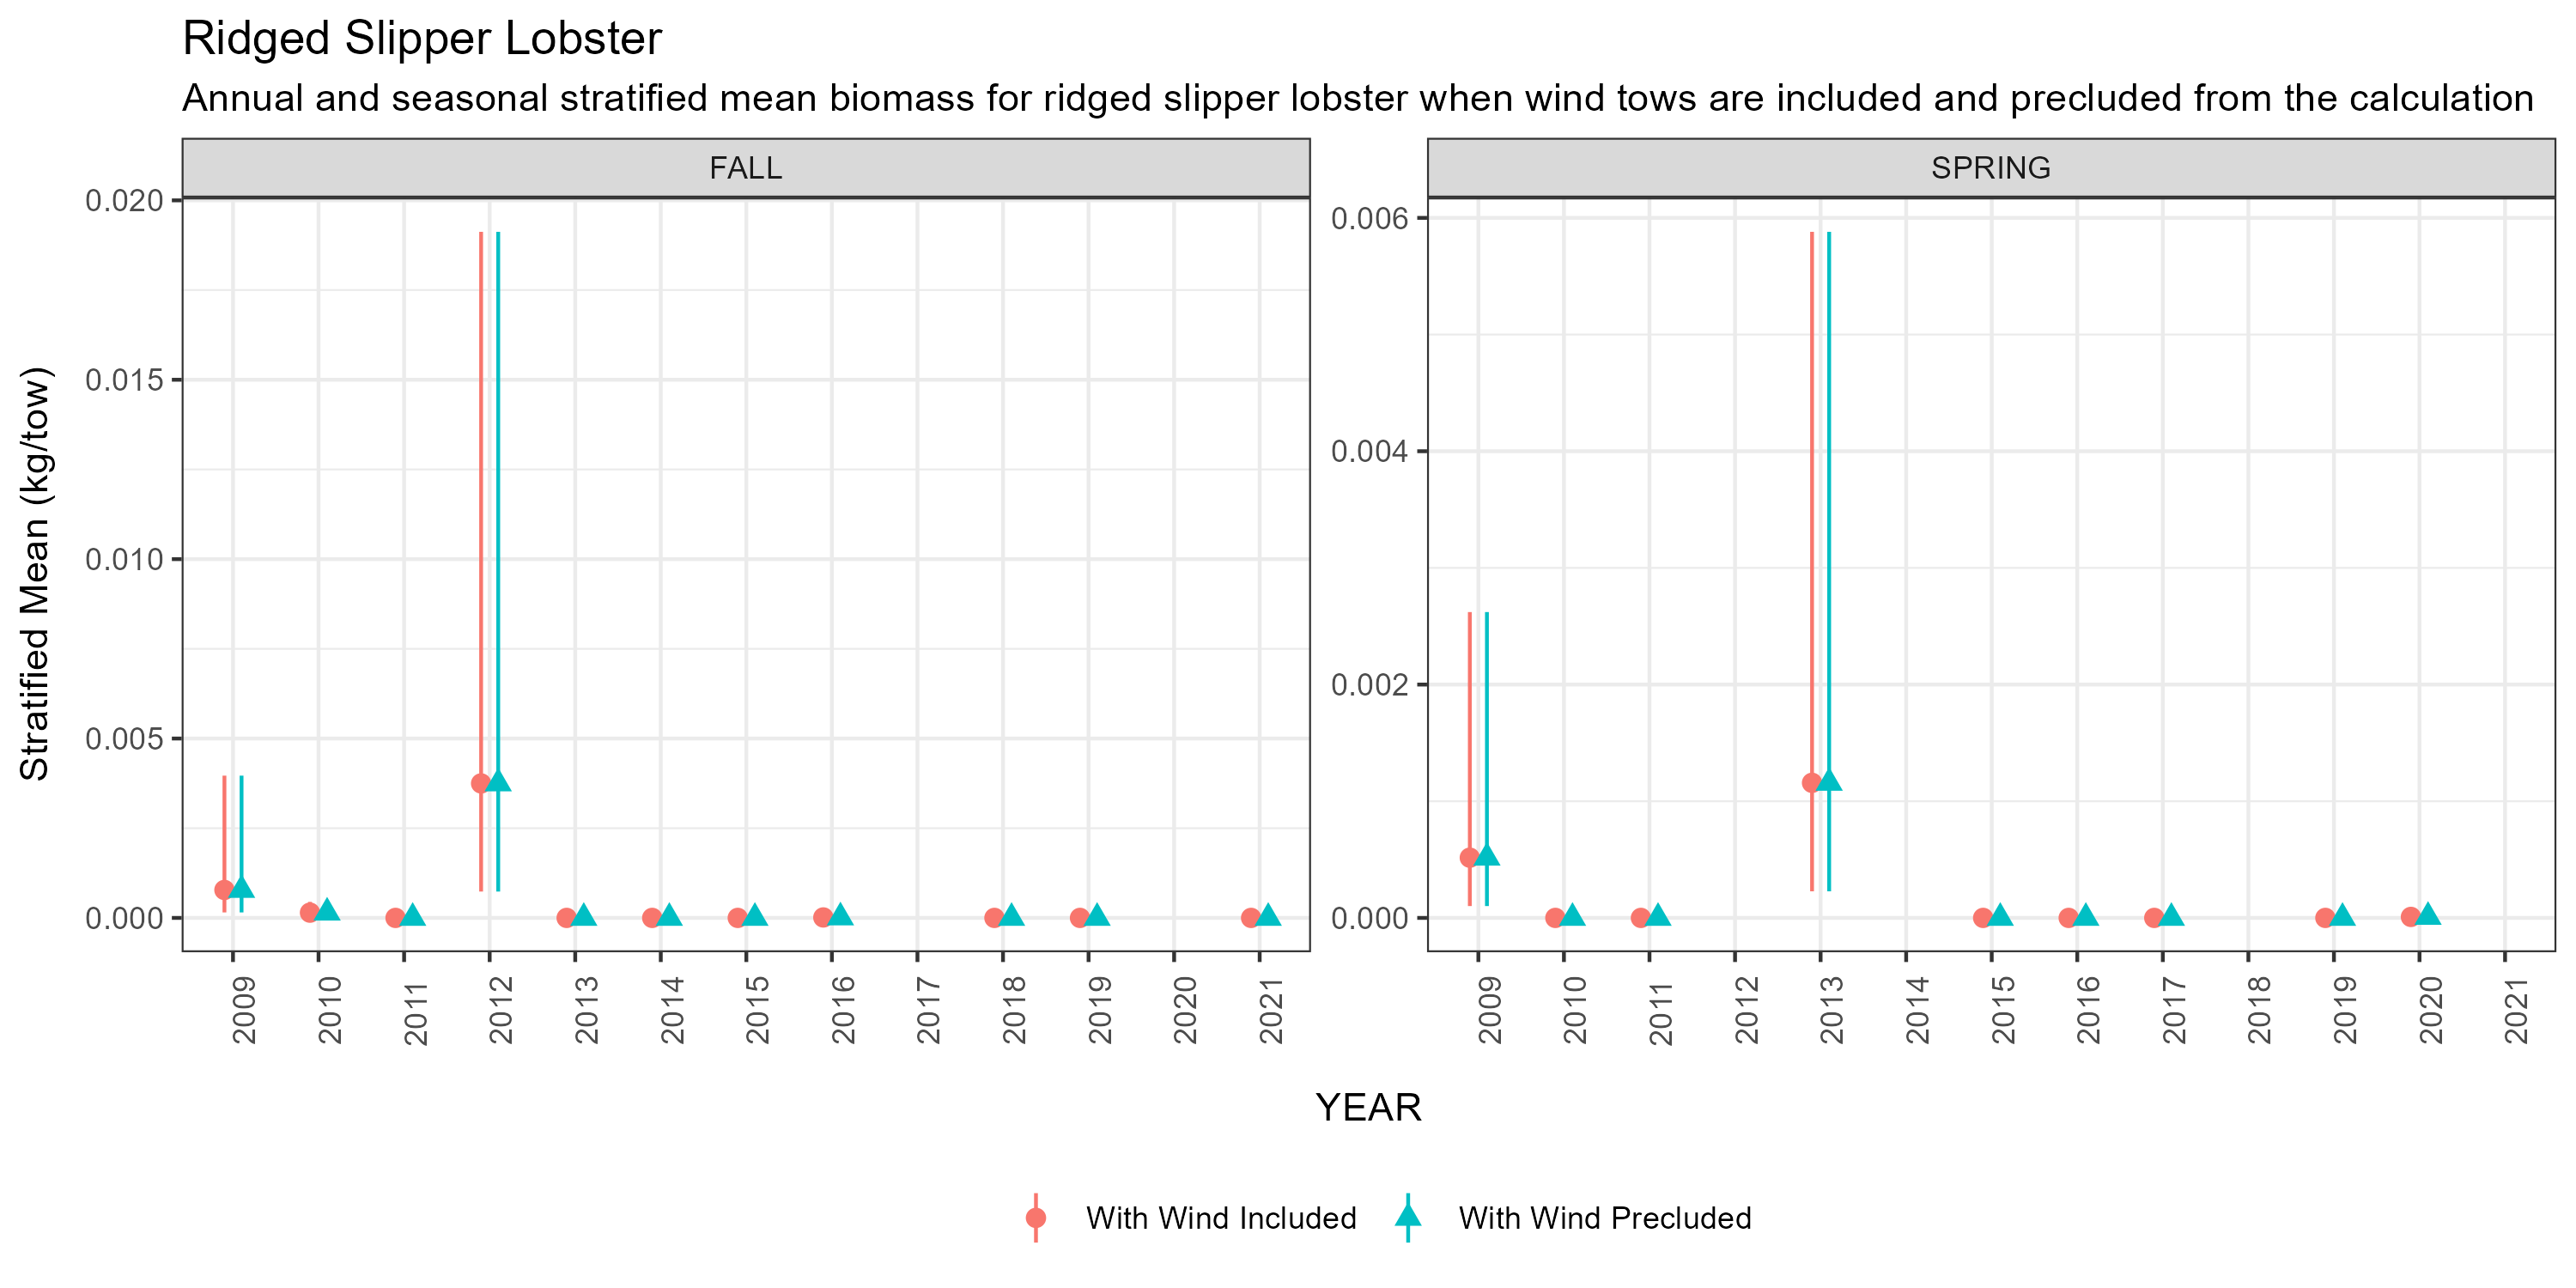 Ridged Slipper Lobster
Annual and seasonal stratified mean biomass for ridged slipper lobster when wind tows are included and precluded from the calculation
FALL
SPRING
Stratified Mean (kg/tow)
0.020
0.015
0.010
0.005
0.000
0.006
0.004
0.002
0.000
2009 2010 2011 2012 2013 2014 2015 2016 2017 2018 2019 2020 2021
2009 2010 2011 2012 2013 2014 2015 2016 2017 2018 2019 2020 2021
YEAR
With Wind Included
With Wind Precluded